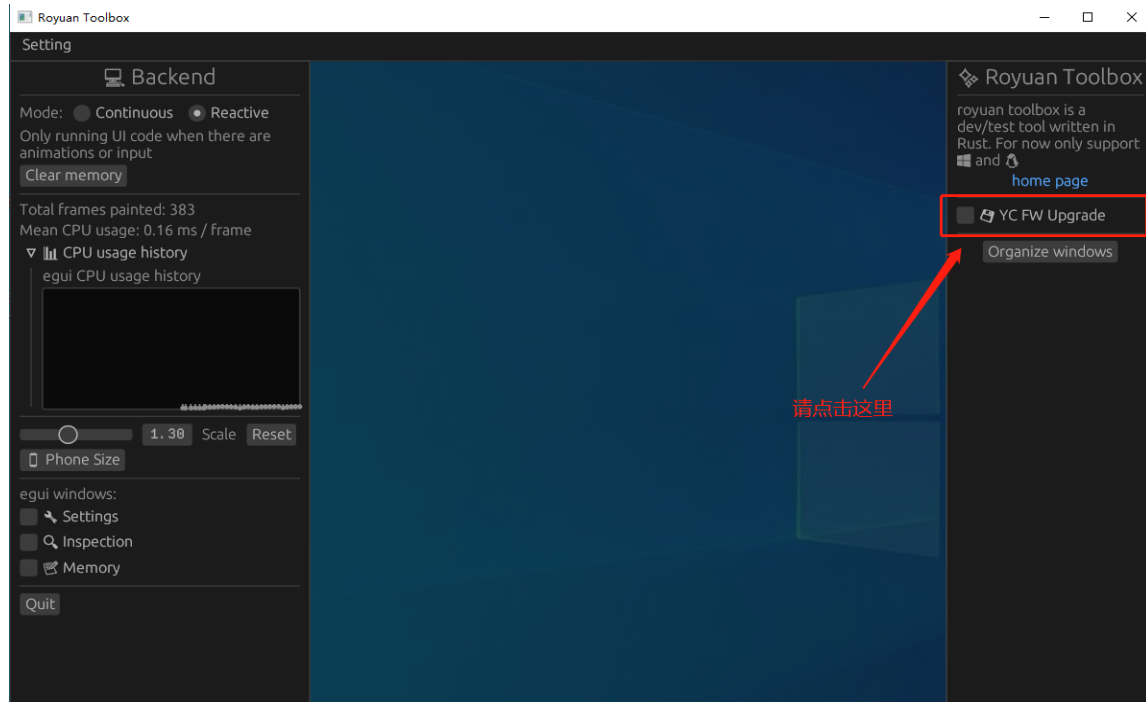 Royuan Toolbox
Setting
Backend
Mode: Continuous Reactive
Only running UI code when there are
animations or input
Clear memory
Total frames painted: 383
Mean CPU usage: 0.16 ms / frame
CPU usage history
egui CPU usage history
1.30 Scale Reset
Phone Size
egui windows:
Settings
Inspection
Memory
Quit
请点击这里
Royuan Toolbox
royuan toolbox is a
dev/test tool written in
Rust. For now only support
and
home page
YC FW Upgrade
Organize windows